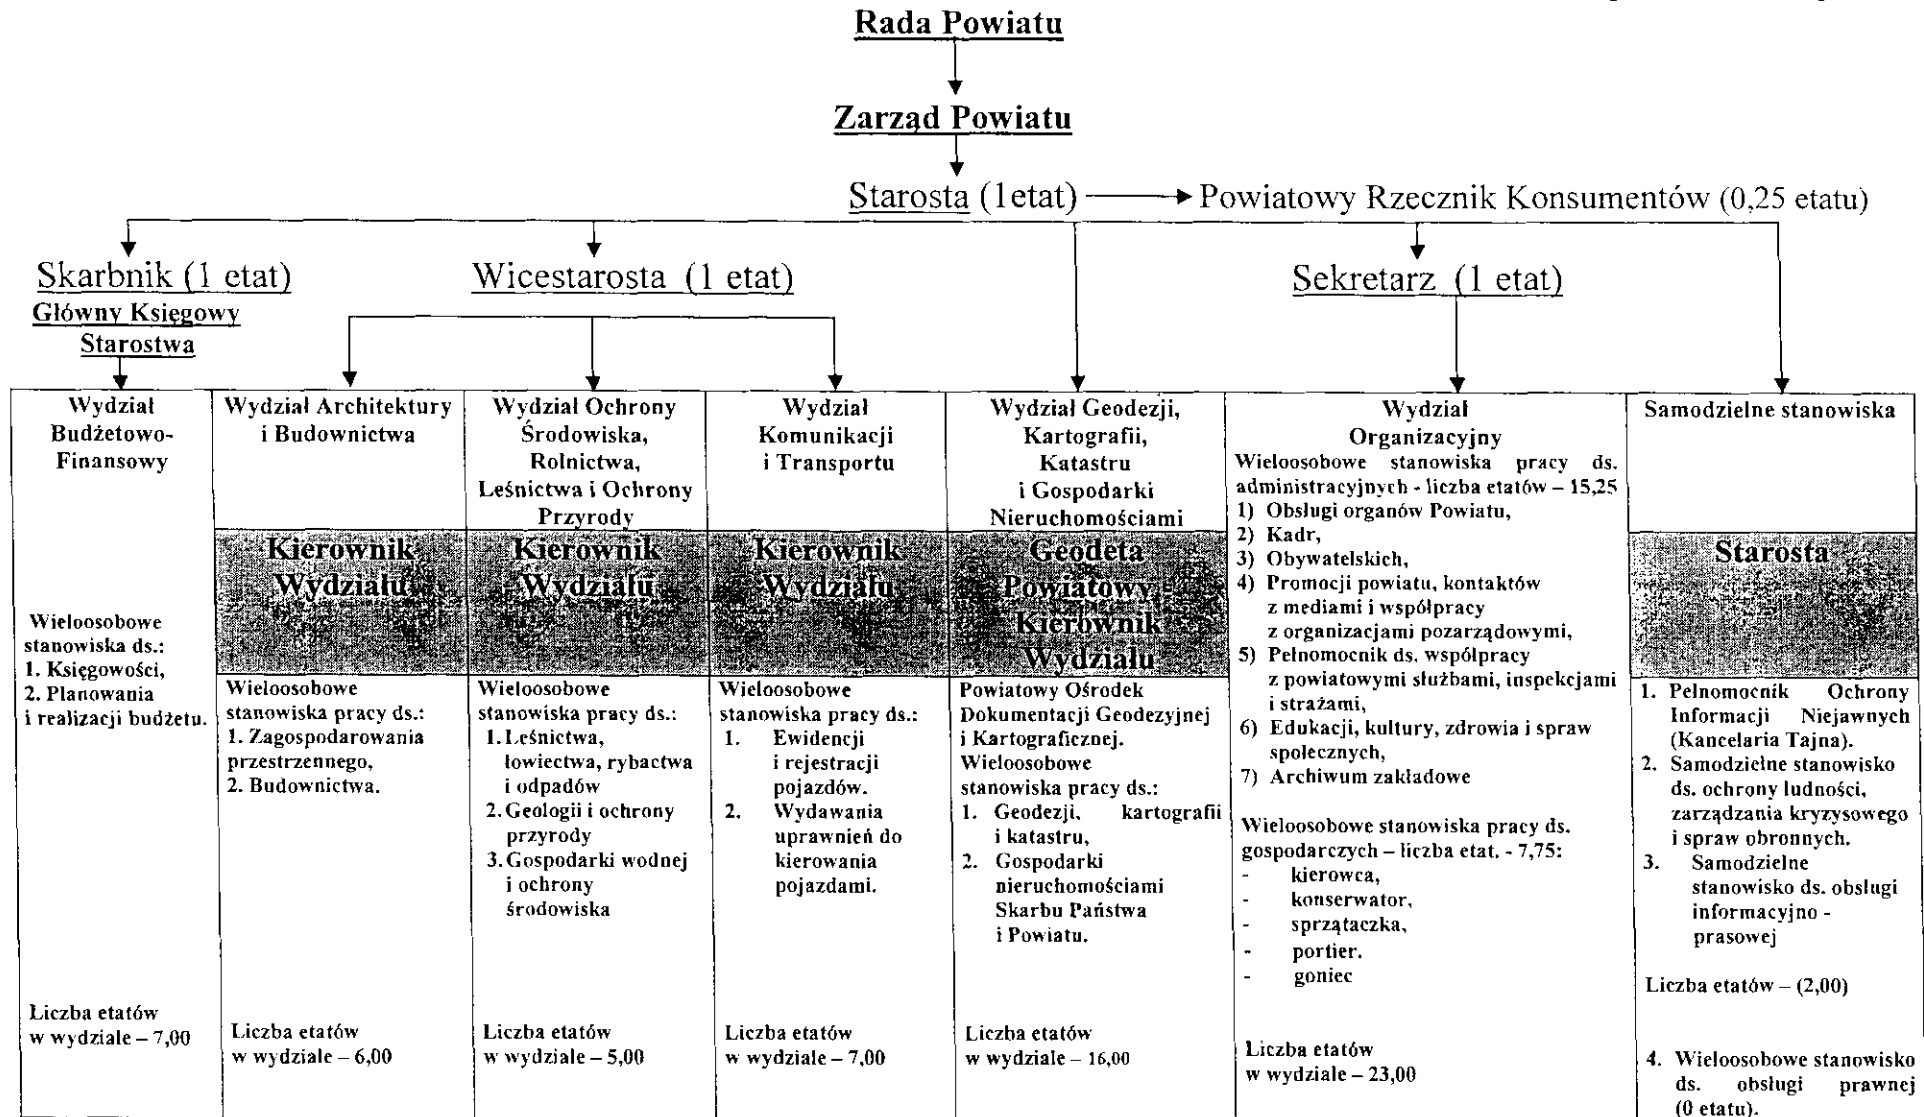 Rada Powiatu
Zarząd Powiatu
Starosta (1etat)
Powiatowy Rzecznik Konsumentów (0,25 etatu)
Skarbnik (1 etat)
Główny Księgowy
Starostwa
Wicestarosta (1 etat)
Sekretarz (1 etat)
Wydział
Budżetowo-
Finansowy
Wieloosobowe
stanowiska ds.:
1. Księgowości,
2. Planowania
i realizacji budżetu.
Liczba etatów
w wydziale – 7,00
Wydział Architektury
i Budownictwa
Kierownik
Wydziału
Wieloosobowe
stanowiska pracy ds.:
1. Zagospodarowania
przestrzennego,
2. Budownictwa.
Liczba etatów
w wydziale – 6,00
Wydział Ochrony
Środowiska,
Rolnictwa,
Leśnictwa i Ochrony
Przyrody
Kierownik
Wydziału
Wieloosobowe
stanowiska pracy ds.:
1. Leśnictwa,
łowiectwa, rybactwa
i odpadów
2. Geologii i ochrony
przyrody
3. Gospodarki wodnej
i ochrony
środowiska
Liczba etatów
w wydziale – 5,00
Wydział
Komunikacji
i Transportu
Kierownik
Wydziału
Wieloosobowe
stanowiska pracy ds.:
1. Ewidencji
i rejestracji
pojazdów.
2. Wydawania
uprawnień do
kierowania
pojazdami.
Liczba etatów
w wydziale – 7,00
Wydział Geodezji,
Kartografii,
Katastru
i Gospodarki
Nieruchomościami
Geodeta
Powiatowy -
Kierownik
Wydziału
Powiatowy Ośrodek
Dokumentacji Geodezyjnej
i Kartograficznej.
Wieloosobowe
stanowiska pracy ds.:
1. Geodezji, kartografii
i katastru,
2. Gospodarki
nieruchomościami
Skarbu Państwa
i Powiatu.
Liczba etatów
w wydziale – 16,00
Wydział
Organizacyjny
Wieloosobowe stanowiska pracy ds.
administracyjnych - liczba etatów – 15,25
1) Obsługi organów Powiatu,
2) Kadr,
3) Obywatelskich,
4) Promocji powiatu, kontaktów
z mediami i współpracy
z organizacjami pozarządowymi,
5) Pełnomocnik ds. współpracy
z powiatowymi służbami, inspekcjami
i strażami,
6) Edukacji, kultury, zdrowia i spraw
społecznych,
7) Archiwum zakładowe
Wieloosobowe stanowiska pracy ds.
gospodarczych – liczba etat. - 7,75:
- kierowca,
- konserwator,
- sprzątaczka,
- portier.
- goniec
Liczba etatów
w wydziale – 23,00
Samodzielne stanowiska
Starosta
1. Pełnomocnik Ochrony
Informacji Niejawnych
(Kancelaria Tajna).
2. Samodzielne stanowisko
ds. ochrony ludności,
zarządzania kryzysowego
i spraw obronnych.
3. Samodzielne
stanowisko ds. obsługi
informacyjno -
prasowej
Liczba etatów – (2,00)
4. Wieloosobowe stanowisko
ds. obsługi prawnej
(0 etatu).